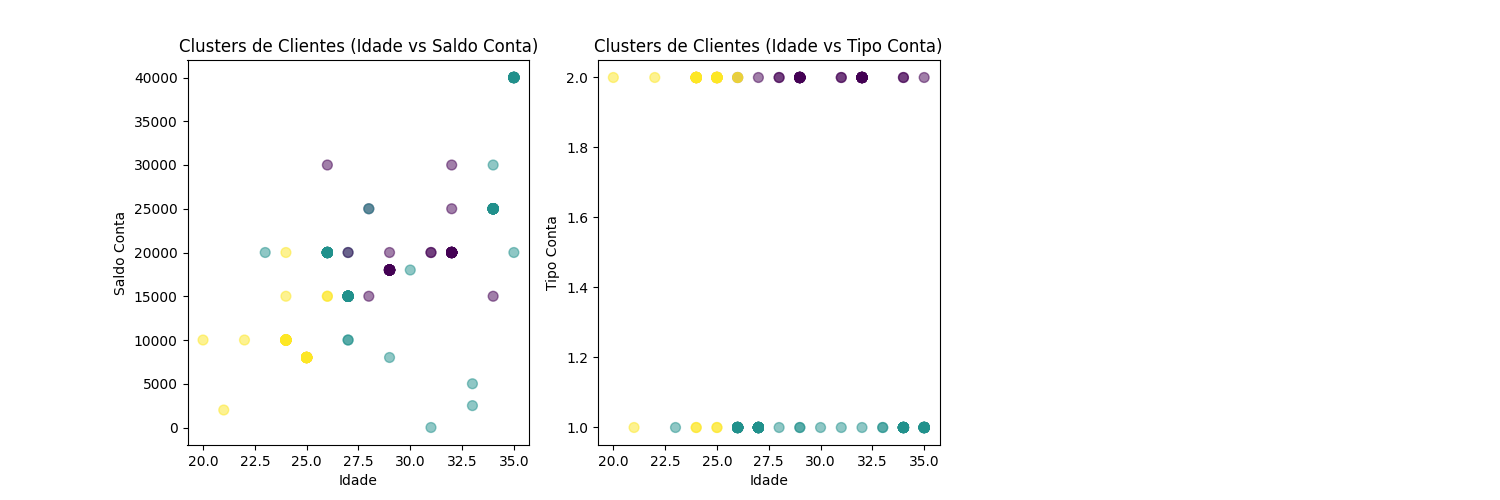 Clusters de Clientes (Idade vs Saldo Conta)
Saldo Conta
40000
35000
30000
25000
20000
15000
10000
5000
0
20.0 22.5 25.0 27.5 30.0 32.5 35.0
Idade
Clusters de Clientes (Idade vs Tipo Conta)
Tipo Conta
2.0
1.8
1.6
1.4
1.2
1.0
20.0 22.5 25.0 27.5 30.0 32.5 35.0
Idade